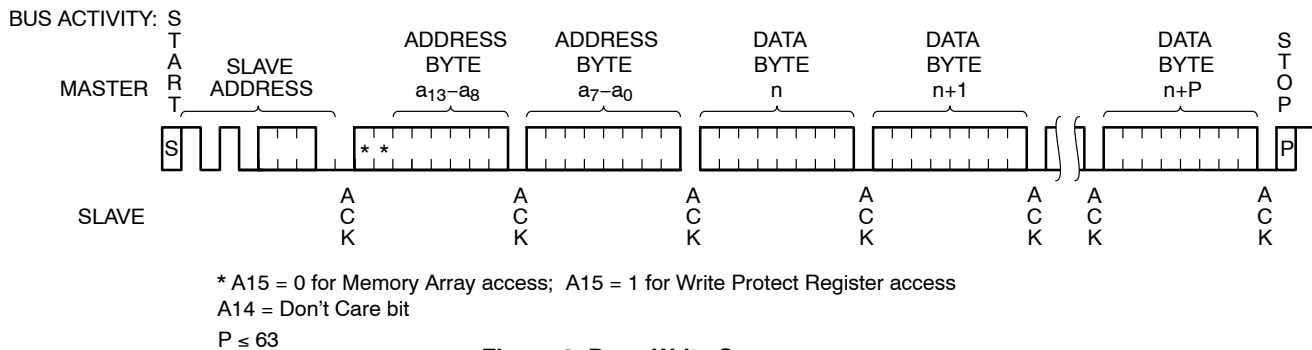 BUS ACTIVITY:
MASTER
START
SLAVE
ADDRESS
ADDRESS
BYTE
a13–a8
ADDRESS
BYTE
a7–a0
DATA
BYTE
n
DATA
BYTE
n+1
DATA
BYTE
n+P
STOP
S
* *
P
SLAVE
ACK
ACK
ACK
ACK
ACK
ACK
ACK
* A15 = 0 for Memory Array access; A15 = 1 for Write Protect Register access
A14 = Don't Care bit
P ≤ 63